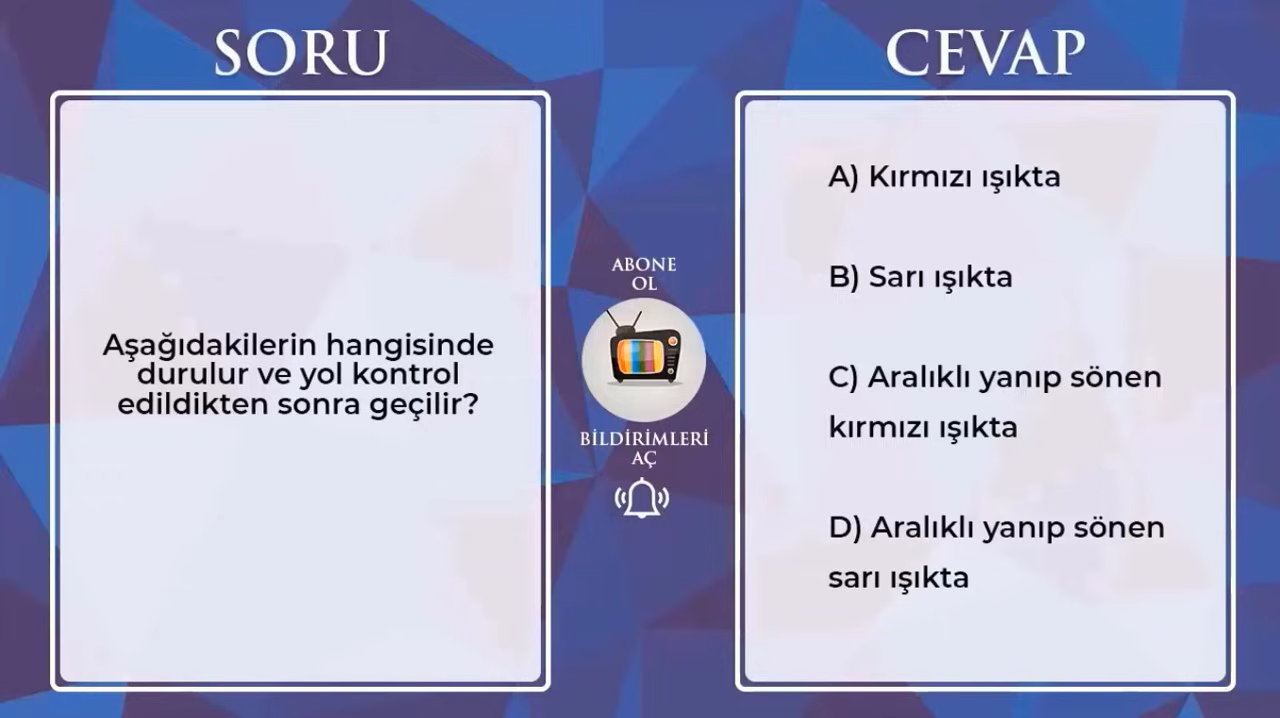 SORU
Aşağıdakilerin hangisinde
durulur ve yol kontrol
edildikten sonra geçilir?
ABONE
OL
BİLDİRİMLERİ
AÇ
CEVAP
A) Kırmızı ışıkta
B) Sarı ışıkta
C) Aralıklı yanıp sönen
kırmızı ışıkta
D) Aralıklı yanıp sönen
sarı ışıkta